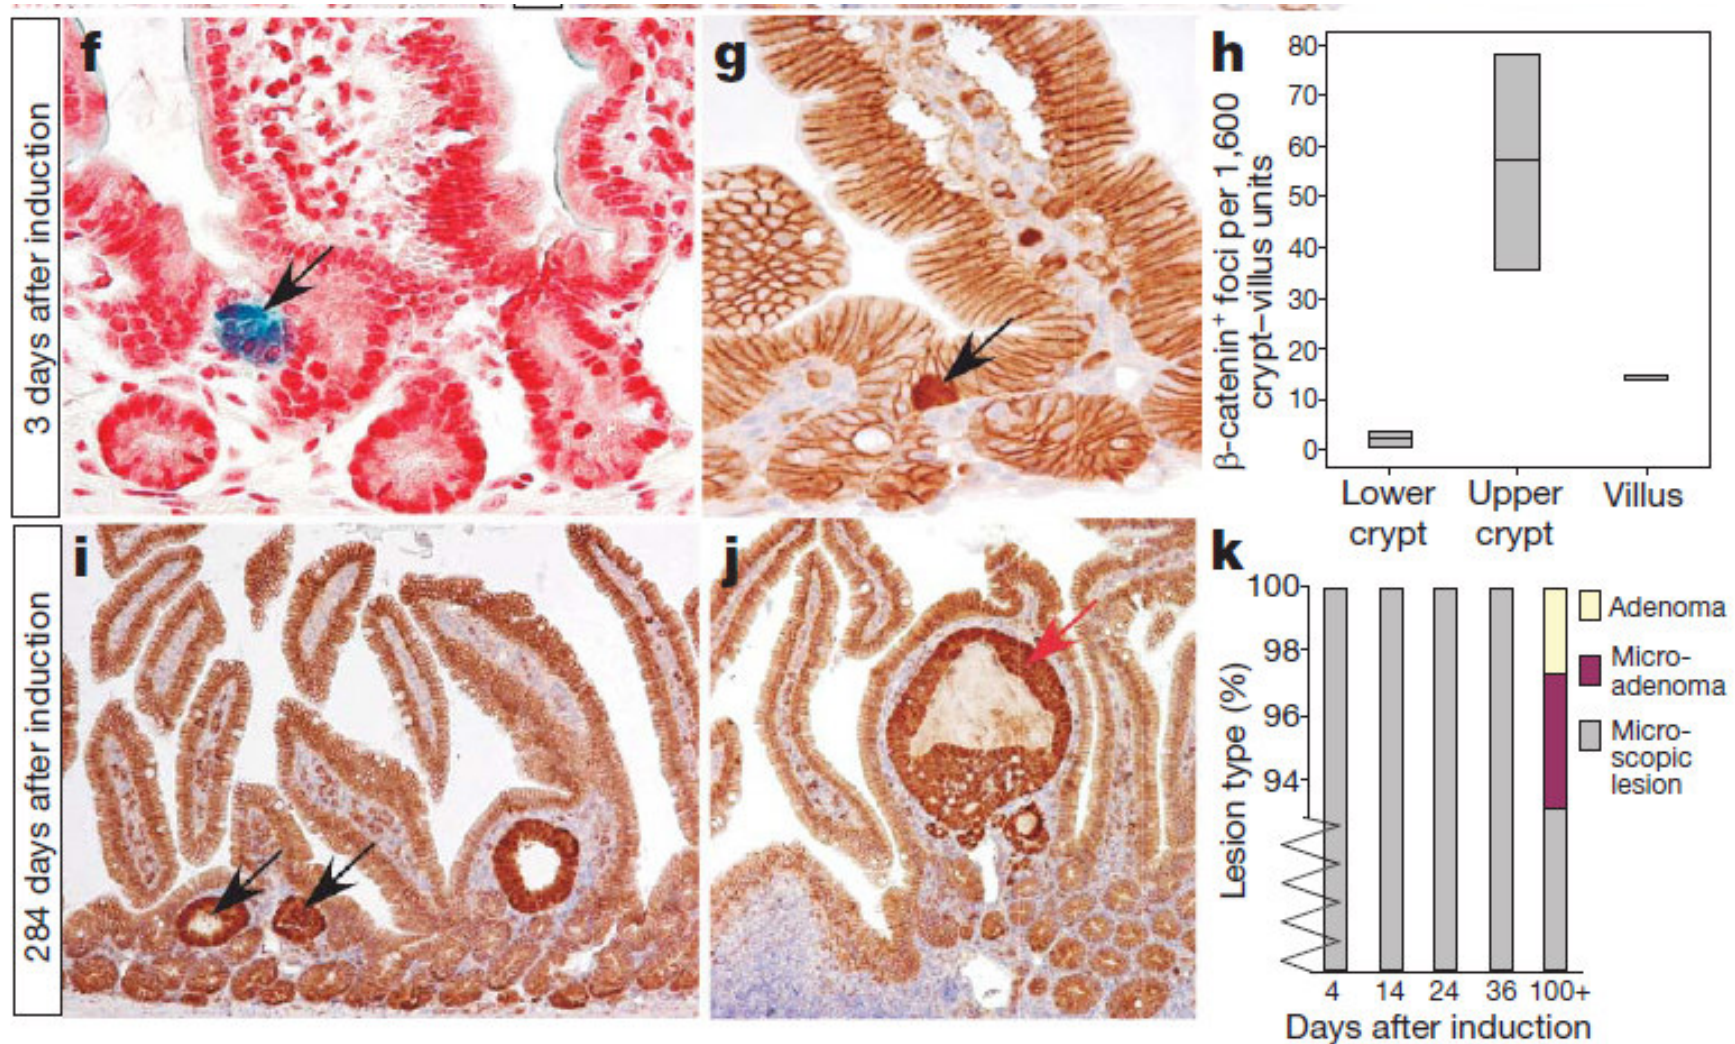 3 days after induction
f
g
h
β-catenin⁺ foci per 1,600
crypt–villus units
80
70
60
50
40
30
20
10
0
Lower
crypt
Upper
crypt
Villus
284 days after induction
i
j
k
Lesion type (%)
100
98
96
94
4 14 24 36 100+
Days after induction
Adenoma
Micro-
adenoma
Micro-
scopic
lesion